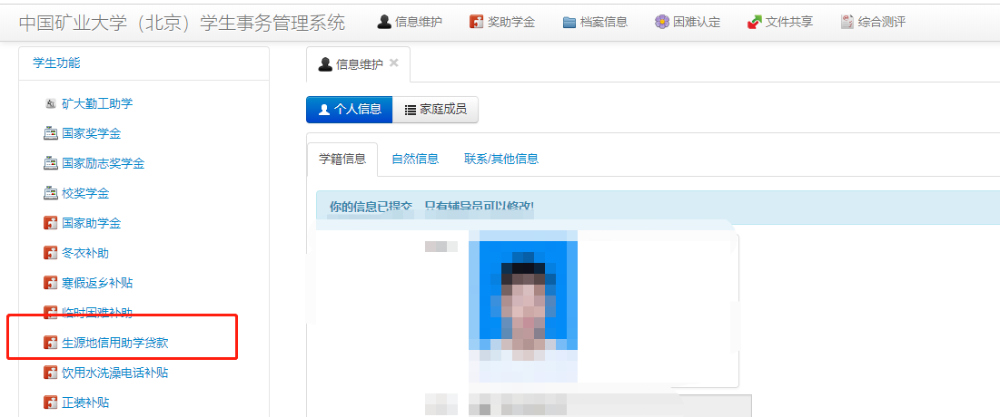 中国矿业大学（北京）学生事务管理系统
信息维护
奖助学金
档案信息
困难认定
文件共享
综合测评
学生功能
矿大勤工助学
国家奖学金
国家励志奖学金
校奖学金
国家助学金
冬衣补助
寒假返乡补贴
临时困难补助
生源地信用助学贷款
饮用水洗澡电话补贴
正装补贴
信息维护
个人信息
家庭成员
学籍信息
自然信息
联系/其他信息
你的信息已提交，只有辅导员可以修改!